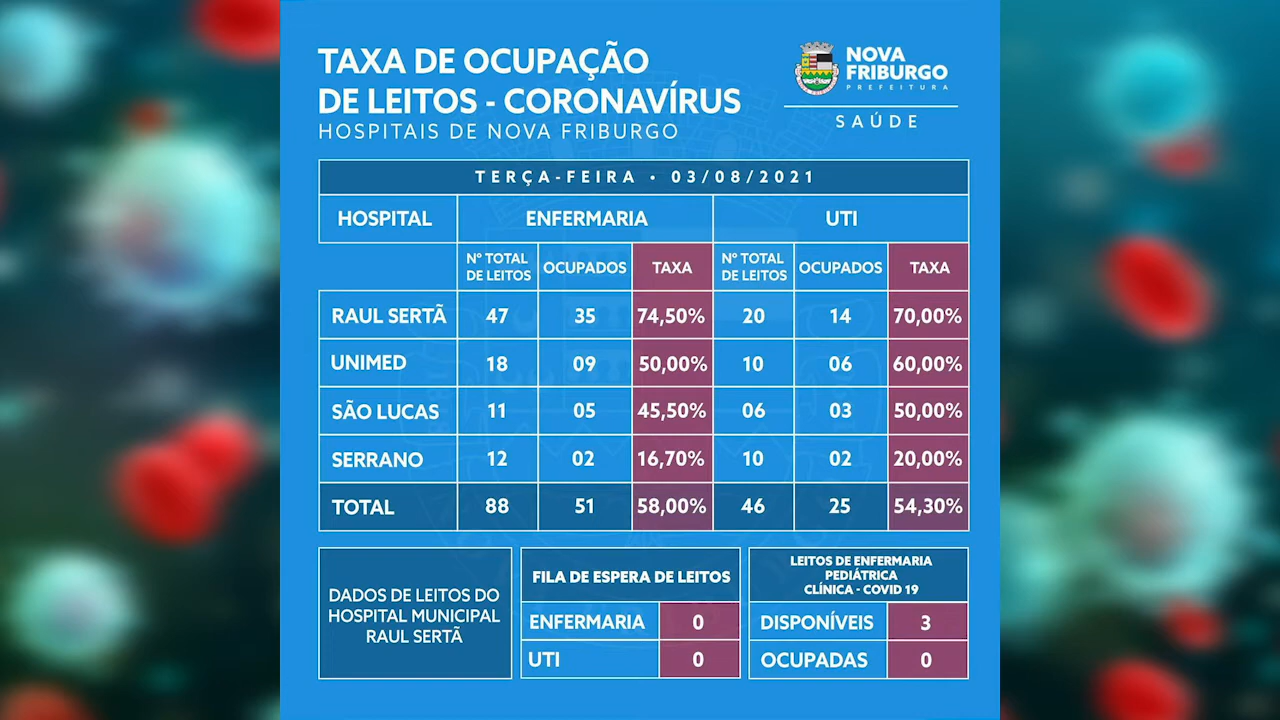 TAXA DE OCUPAÇÃO
DE LEITOS - CORONAVÍRUS
HOSPITAIS DE NOVA FRIBURGO
NOVA
FRIBURGO
PREFEITURA
SAÚDE
TERÇA-FEIRA • 03/08/2021
HOSPITAL ENFERMARIA UTI
Nº TOTAL DE LEITOS OCUPADOS TAXA Nº TOTAL DE LEITOS OCUPADOS TAXA
RAUL SERTÃ 47 35 74,50% 20 14 70,00%
UNIMED 18 09 50,00% 10 06 60,00%
SÃO LUCAS 11 05 45,50% 06 03 50,00%
SERRANO 12 02 16,70% 10 02 20,00%
TOTAL 88 51 58,00% 46 25 54,30%
DADOS DE LEITOS DO
HOSPITAL MUNICIPAL
RAUL SERTÃ
FILA DE ESPERA DE LEITOS
ENFERMARIA 0
UTI 0
LEITOS DE ENFERMARIA
PEDIÁTRICA
CLÍNICA - COVID 19
DISPONÍVEIS 3
OCUPADAS 0